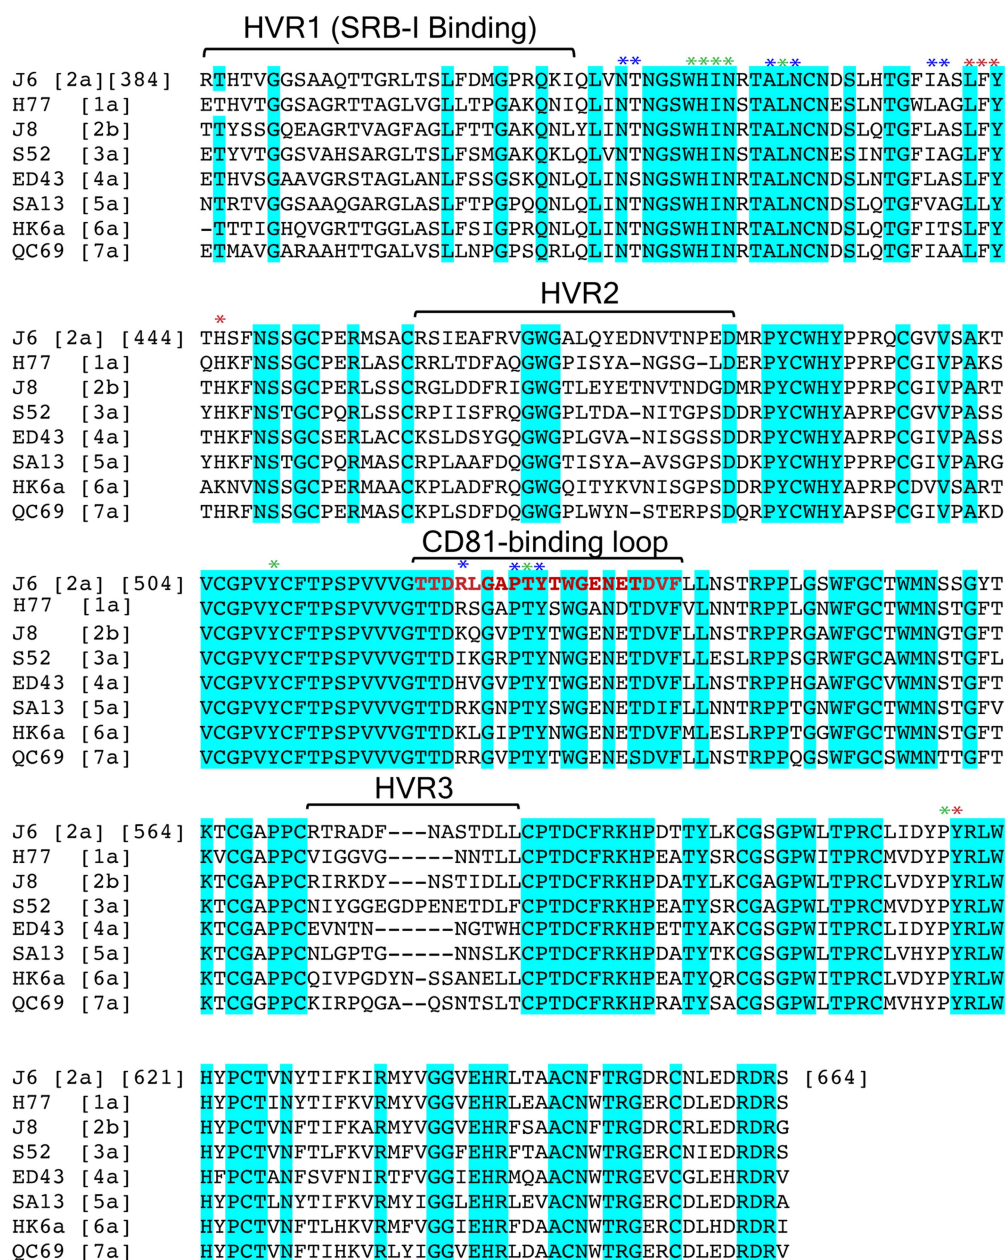 HVR1 (SRB-I Binding)
** **** *** ** ***
J6 [2a][384] RTHTVGGSAAQTTGRLTSLFDMGPRQKIQLVNTNGSWHINRTALNCNDSLHTGFIASLFY
H77 [1a] ETHVTGGSAGRTTAGLVGLLTPGAKQNIQLINTNGSWHINSTALNCNESLNTGWLAGLFY
J8 [2b] TTYSSGQEAGRTVAGFAGLFTTGAKQNLYLINTNGSWHINRTALNCNDSLQTGFLASLFY
S52 [3a] ETYVTGGSVAHSARGLTSLFSMGAKQKLQLVNTNGSWHINRTALNCNESINTGFIAGLFY
ED43 [4a] ETHVSGAAVGRSTAGLANLFSSGSKQNLQLINSNGSWHINRTALNCNDSLNTGFLASLFY
SA13 [5a] NTRTVGGSAAQGARGLASLFTPGPQQNLQLINTNGSWHINRTALNCNDSLQTGFVAGLLY
HK6a [6a] -TTTIGHQVGRTTGGLASLFSIGPRQNLQLINTNGSWHINRTALNCNDSLQTGFITSLFY
QC69 [7a] ETMAVGARAAHTTGALVSLLNPGPSQRLQLINTNGSWHINRTALNCNDSLQTGFIAALFY
HVR2
*
J6 [2a] [444] THSFNSSGCPERMSACRSIEAFRVGWGALQYEDNVTNPEDMRPYCWHYPPRQCGVVSAKT
H77 [1a] QHKFNSSGCPERLASCRRLTDFAQGWGPISYA-NGSG-LDERPYCWHYPPRPCGIVPAKS
J8 [2b] THKFNSSGCPERLSSCRGLDDFRIGWGTLEYETNVTNDGDMRPYCWHYPPRPCGIVPART
S52 [3a] YHKFNSTGCPQRLSSCRPIISFRQGWGPLTDA-NITGPSDDRPYCWHYAPRPCGVVPASS
ED43 [4a] THKFNSSGCSERLACCKSLDSYGQGWGPLGVA-NISGSSDDRPYCWHYAPRPCGIVPASS
SA13 [5a] YHKFNSTGCPQRMASCRPLAAFDQGWGTISYA-AVSGPSDDKPYCWHYPPRPCGIVPARG
HK6a [6a] AKNVNSSGCPERMAACKPLADFRQGWGQITYKVNISGPSDDRPYCWHYAPRPCDVVSART
QC69 [7a] THRFNSSGCPERMASCKPLSDFDQGWGPLWYN-STERPSDQRPYCWHYAPSPCGIVPAKD
CD81-binding loop
* * ***
J6 [2a] [504] VCGPVYCFTPSPVVVGTTDRLGAPTYTWGENETDVFLLNSTRPPLGSWFGCTWMNSSGYT
H77 [1a] VCGPVYCFTPSPVVVGTTDRSGAPTYSWGANDTDVFVLNNTRPPLGNWFGCTWMNSTGFT
J8 [2b] VCGPVYCFTPSPVVVGTTDKQGVPTYTWGENETDVFLLNSTRPPRGAWFGCTWMNGTGFT
S52 [3a] VCGPVYCFTPSPVVVGTTDIKGRPTYNWGENETDVFLLESLRPPSGRWFGCAWMNSTGFL
ED43 [4a] VCGPVYCFTPSPVVVGTTDHVGVPTYTWGENETDVFLLNSTRPPHGAWFGCVWMNSTGFT
SA13 [5a] VCGPVYCFTPSPVVVGTTDRKGNPTYSWGENETDIFLLNNTRPPTGNWFGCTWMNSTGFV
HK6a [6a] VCGPVYCFTPSPVVVGTTDKLGIPTYTWGENETDVFMLESLRPPTGGWFGCTWMNSTGFT
QC69 [7a] VCGPVYCFTPSPVVVGTTDRRGVPTYTWGENESDVFLLNSTRPPQGSWFGCSWMNTTGFT
HVR3
**
J6 [2a] [564] KTCGAPPCRTRADF---NASTDLLCPTDCFRKHPDTTYLKCGSGPWLTPRCLIDYPYRLW
H77 [1a] KVCGAPPCVIGGVG-----NNTLLCPTDCFRKHPEATYSRCGSGPWITPRCMVDYPYRLW
J8 [2b] KTCGAPPCRIRKDY---NSTIDLLCPTDCFRKHPDATYLKCGAGPWLTPRCLVDYPYRLW
S52 [3a] KTCGAPPCNIYGGEGDPENETDLFCPTDCFRKHPEATYSRCGAGPWLTPRCMVDYPYRLW
ED43 [4a] KTCGAPPCEVNTN------NGTWHCPTDCFRKHPETTYAKCGSGPWITPRCLIDYPYRLW
SA13 [5a] KTCGAPPCNLGPTG-----NNSLKCPTDCFRKHPDATYTKCGSGPWLTPRCLVHYPYRLW
HK6a [6a] KTCGAPPCQIVPGDYN-SSANELLCPTDCFRKHPEATYQRCGSGPWITPRCLVDYPYRLW
QC69 [7a] KTCGGPPCKIRPQGA--QSNTSLTCPTDCFRKHPRATYSACGSGPWLTPRCMVHYPYRLW
J6 [2a] [621] HYPCTVNYTIFKIRMYVGGVEHRLTAACNFTRGDRCNLEDRDRS [664]
H77 [1a] HYPCTINYTIFKVRMYVGGVEHRLEAACNWTRGERCDLEDRDRS
J8 [2b] HYPCTVNFTIFKARMYVGGVEHRFSAACNFTRGDRCRLEDRDRG
S52 [3a] HYPCTVNFTLFKVRMFVGGFEHRFTAACNWTRGERCNIEDRDRS
ED43 [4a] HFPCTANFSVFNIRTFVGGIEHRMQAACNWTRGEVCGLEHRDRV
SA13 [5a] HYPCTLNYTIFKVRMYIGGLEHRLEVACNWTRGERCDLEDRDRA
HK6a [6a] HYPCTVNFTLHKVRMFVGGIEHRFDAACNWTRGERCDLHDRDRI
QC69 [7a] HYPCTVNFTIHKVRLYIGGVEHRLDAACNWTRGERCDLEDRDRV